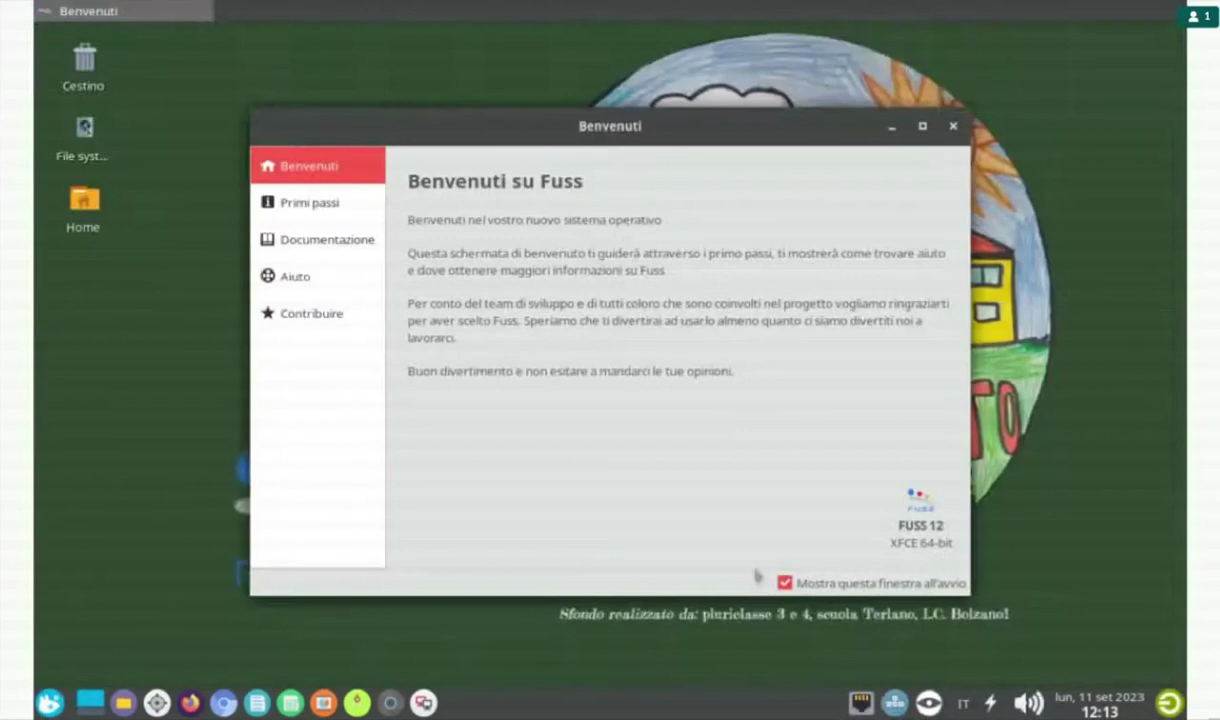 Benvenuti
1
Cestino
File syst...
Home
Benvenuti
Benvenuti
Primi passi
Documentazione
Aiuto
Contribuire
Benvenuti su Fuss
Benvenuti nel vostro nuovo sistema operativo
Questa schermata di benvenuto ti guiderà attraverso i primo passi, ti mostrerà come trovare aiuto
e dove ottenere maggiori informazioni su Fuss
Per conto del team di sviluppo e di tutti coloro che sono coinvolti nel progetto vogliamo ringraziarti
per aver scelto Fuss. Speriamo che ti divertirai ad usarlo almeno quanto ci siamo divertiti noi a
lavorarci.
Buon divertimento e non esitare a mandarci le tue opinioni.
Fuss
FUSS 12
XFCE 64-bit
Mostra questa finestra all'avvio
TO
Sfondo realizzato da: pluriclasse 3 e 4, scuola Terlano, I.C. Bolzano1
IT
lun, 11 set 2023
12:13